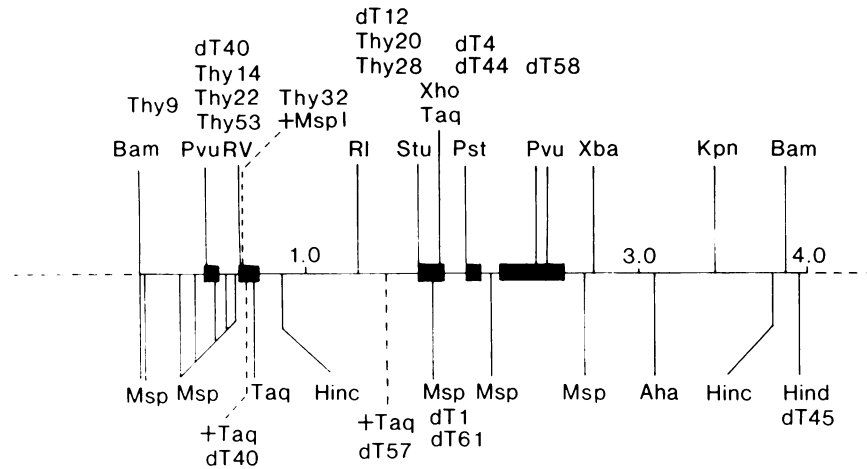 dT12
dT40 Thy20 dT4
Thy14 Thy28 dT44 dT58
Thy9 Thy22 Thy32 Xho
Thy53 +MspI Taq
Bam Pvu RV RI Stu Pst Pvu Xba Kpn Bam
1.0 3.0 4.0
Msp Msp Taq Hinc Msp Msp Msp Aha Hinc Hind
+Taq +Taq dT1 dT45
dT40 dT57 dT61